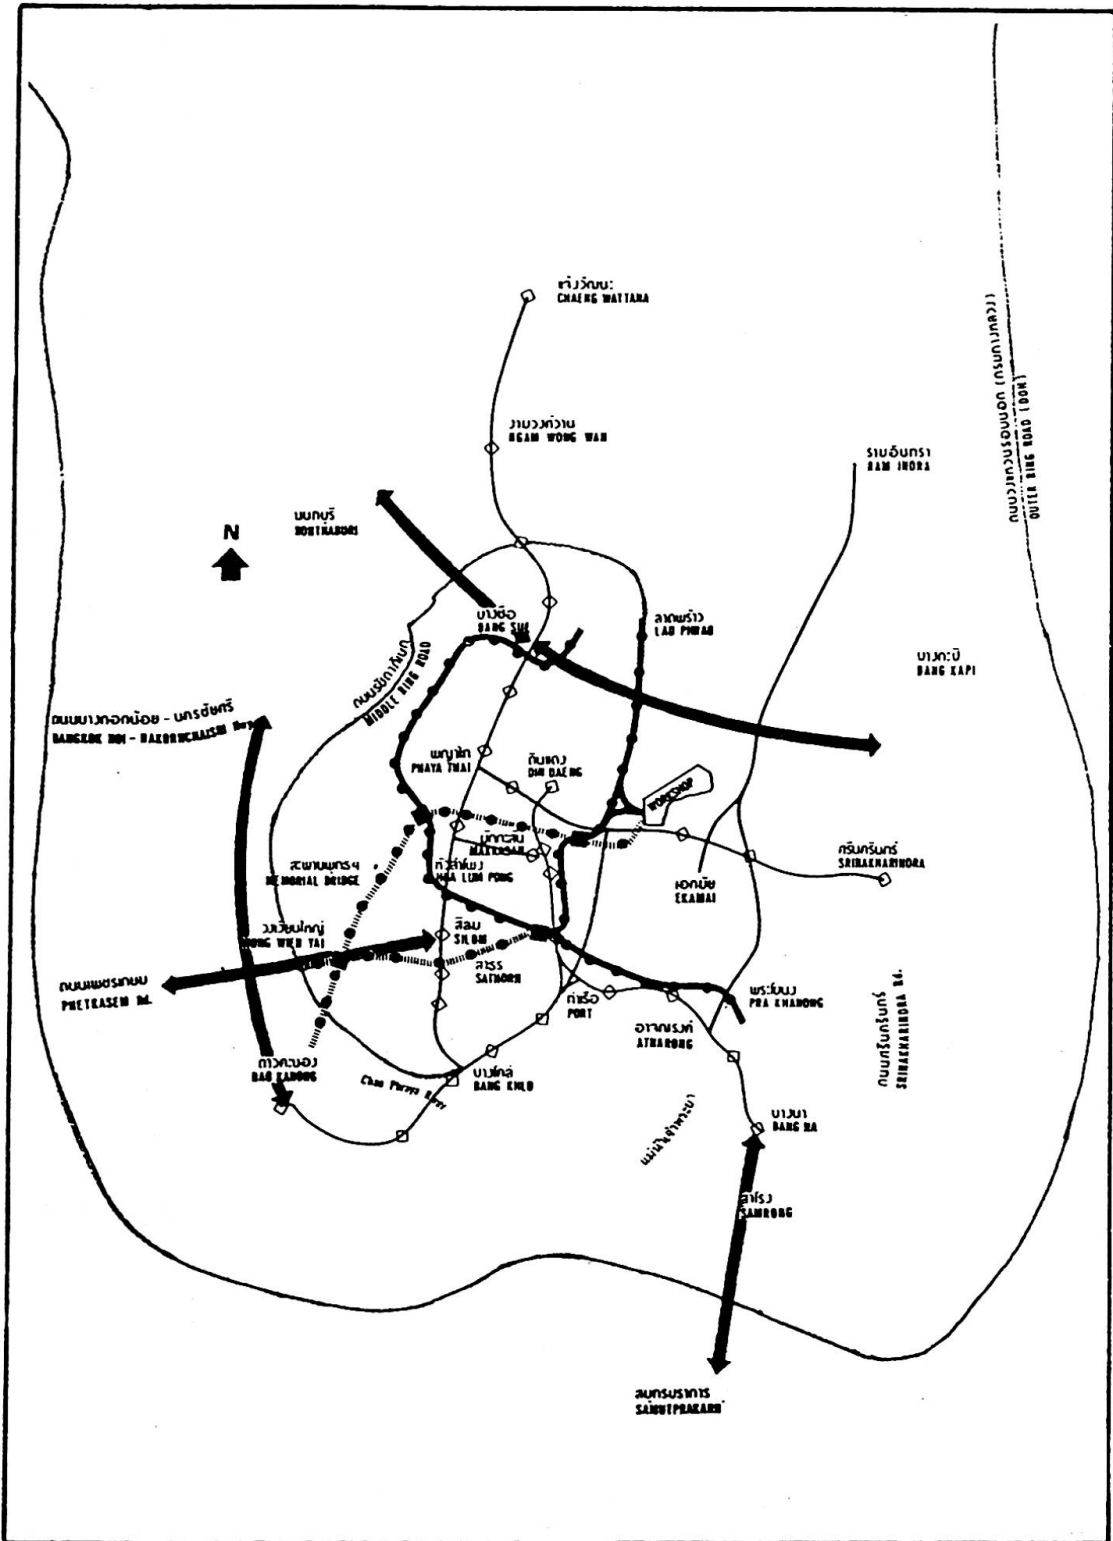 แจ้งวัฒนะ
CHAENG WATTANA
งามวงศ์วาน
NGAM WONG WAN
รามอินทรา
RAM INDRA
ถนนวงแหวนรอบนอก (กรมทางหลวง)
OUTER RING ROAD (DOH)
นนทบุรี
NONTHABURI
N
บางซื่อ
BANG SUE
ลาดพร้าว
LAD PHRAO
บางกะปิ
BANG KAPI
ถนนรัชดาภิเษก
MIDDLE RING ROAD
ถนนบางกอกน้อย - นครชัยศรี
BANGKOK NOI - NAKORNCHAISRI Hwy
พญาไท
PHAYA THAI
ดินแดง
DIN DAENG
WORKSHOP
มักกะสัน
MAKKASAN
ศรีนครินทร์
SRINAKHARINDRA
สะพานพุทธฯ
MEMORIAL BRIDGE
หัวลำโพง
HUA LUM PONG
เอกมัย
EKAMAI
วงเวียนใหญ่
WONG WIEN YAI
สีลม
SILOM
สาธร
SATHORN
ถนนเพชรเกษม
PHETKASEM Rd.
ท่าเรือ
PORT
พระโขนง
PRA KHANONG
อาจณรงค์
ATNARONG
ถนนศรีนครินทร์
SRINAKHARINDRA Rd.
ดาวคะนอง
DAO KANONG
Chao Phraya River
บางโคล่
BANG KHLO
แม่น้ำเจ้าพระยา
บางนา
BANG NA
สำโรง
SAMRONG
สมุทรปราการ
SAMUTPRAKARN